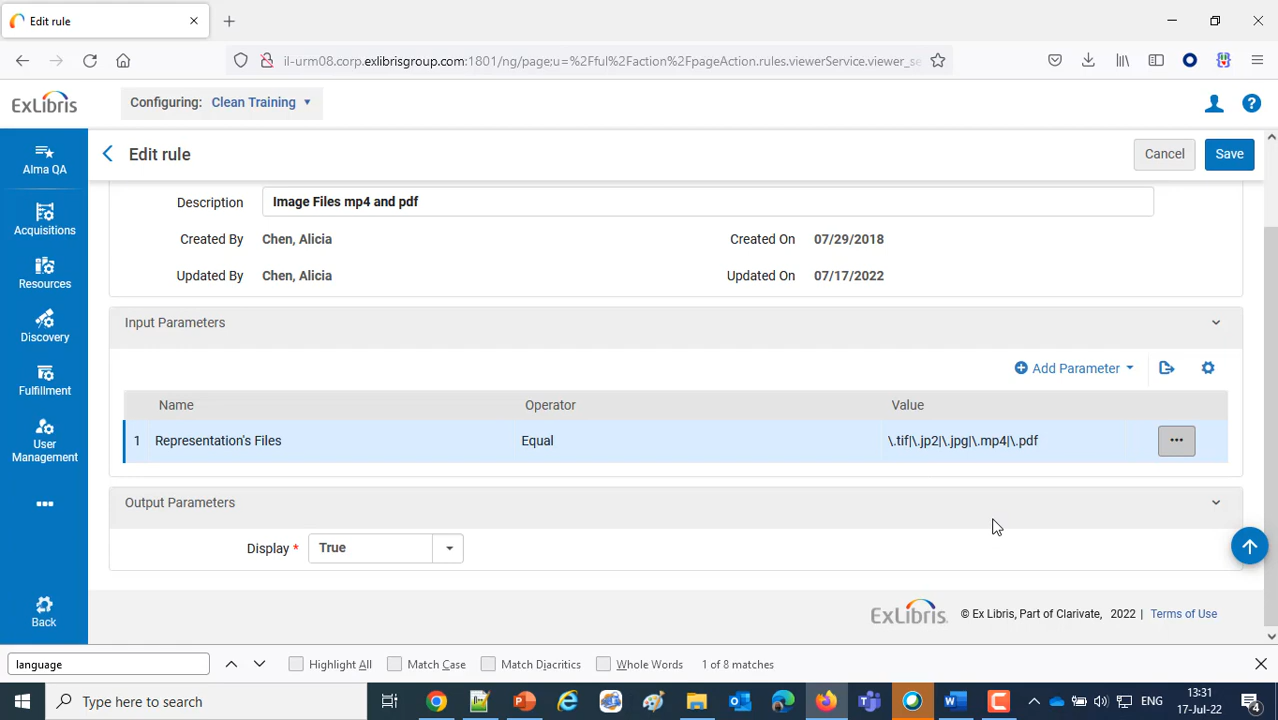 Edit rule
il-urm08.corp.exlibrisgroup.com:1801/ng/page;u=%2Fful%2Faction%2FpageAction.rules.viewerService.viewer_se
ExLibris
Configuring: Clean Training
Edit rule
Cancel
Save
Alma QA
Acquisitions
Resources
Discovery
Fulfillment
User
Management
Back
Description
Image Files mp4 and pdf
Created By
Chen, Alicia
Created On
07/29/2018
Updated By
Chen, Alicia
Updated On
07/17/2022
Input Parameters
Add Parameter
Name
Operator
Value
1
Representation's Files
Equal
\.tif|\.jp2|\.jpg|\.mp4|\.pdf
Output Parameters
Display *
True
ExLibris
© Ex Libris, Part of Clarivate, 2022 | Terms of Use
language
Highlight All
Match Case
Match Diacritics
Whole Words
1 of 8 matches
Type here to search
ENG
13:31
17-Jul-22
4